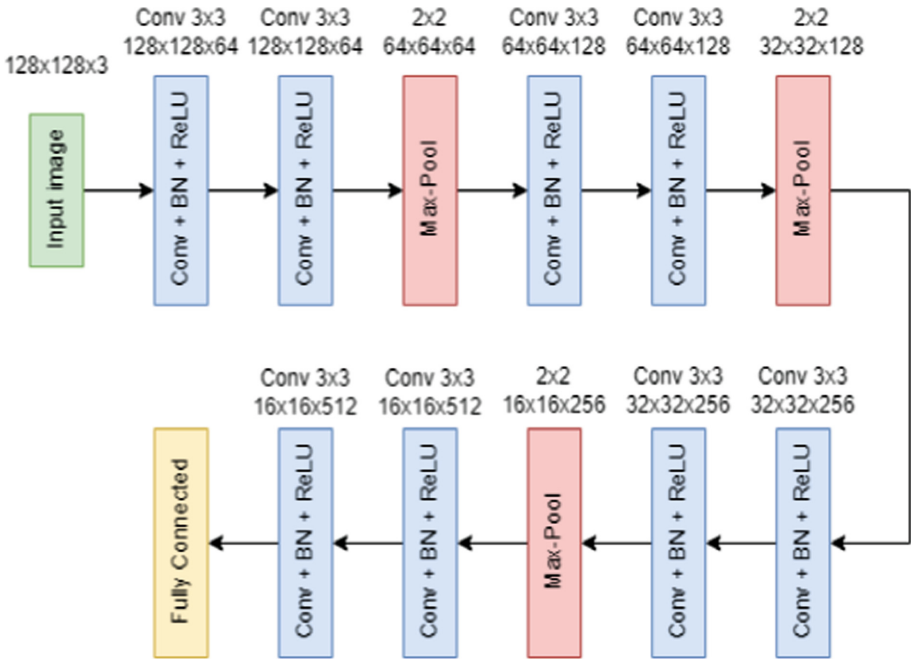 128x128x3
Input image
Conv 3x3
128x128x64
Conv + BN + ReLU
Conv 3x3
128x128x64
Conv + BN + ReLU
2x2
64x64x64
Max-Pool
Conv 3x3
64x64x128
Conv + BN + ReLU
Conv 3x3
64x64x128
Conv + BN + ReLU
2x2
32x32x128
Max-Pool
Conv 3x3
32x32x256
Conv + BN + ReLU
Conv 3x3
32x32x256
Conv + BN + ReLU
2x2
16x16x256
Max-Pool
Conv 3x3
16x16x512
Conv + BN + ReLU
Conv 3x3
16x16x512
Conv + BN + ReLU
Fully Connected